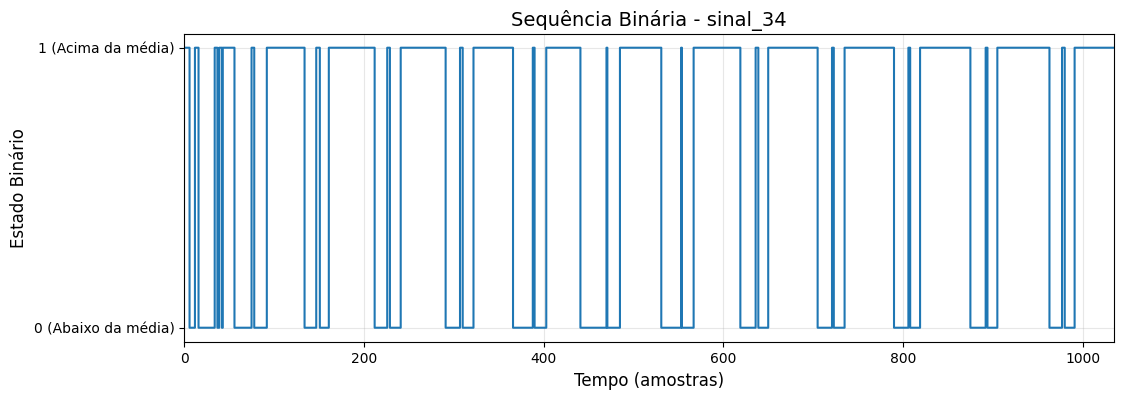 Sequência Binária - sinal_34
1 (Acima da média)
0 (Abaixo da média)
Estado Binário
0
200
400
600
800
1000
Tempo (amostras)